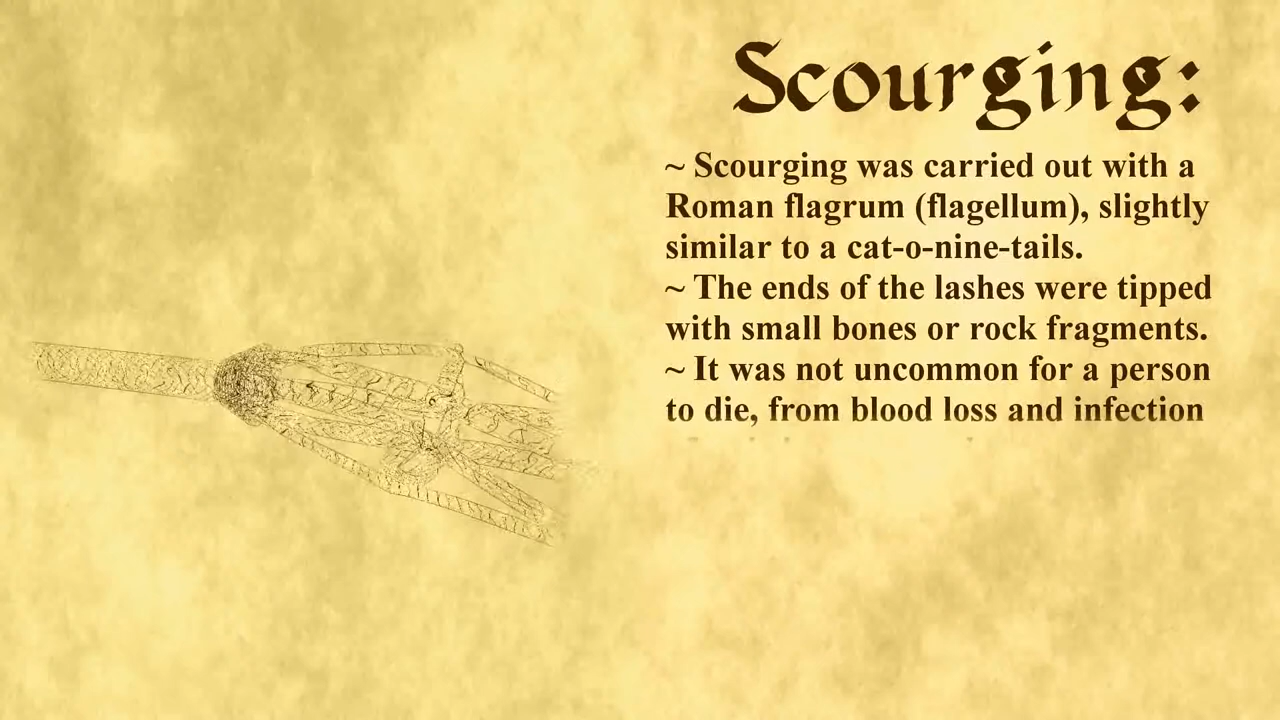 Scourging:
~ Scourging was carried out with a
Roman flagrum (flagellum), slightly
similar to a cat-o-nine-tails.
~ The ends of the lashes were tipped
with small bones or rock fragments.
~ It was not uncommon for a person
to die, from blood loss and infection